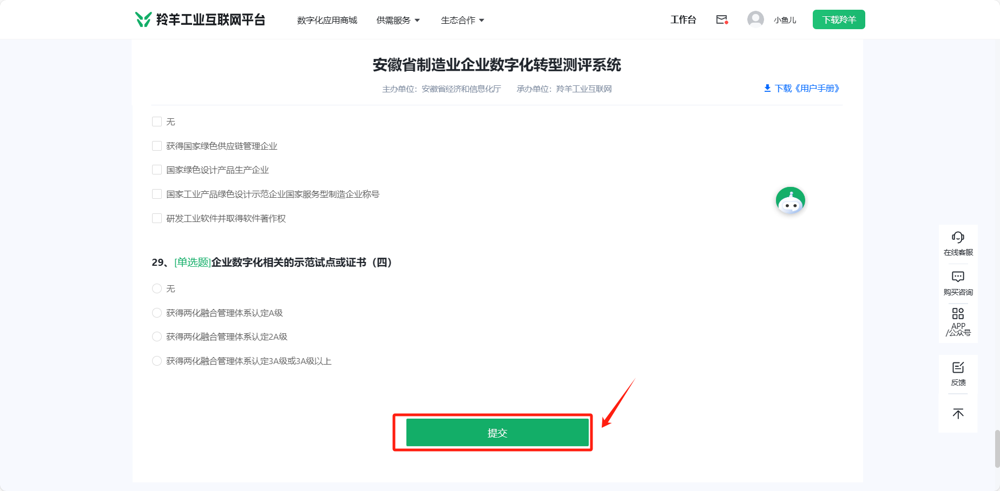 羚羊工业互联网平台
数字化应用商城
供需服务
生态合作
工作台
小鱼儿
下载羚羊
安徽省制造业企业数字化转型测评系统
主办单位：安徽省经济和信息化厅 承办单位：羚羊工业互联网
下载《用户手册》
无
获得国家绿色供应链管理企业
国家绿色设计产品生产企业
国家工业产品绿色设计示范企业国家服务型制造企业称号
研发工业软件并取得软件著作权
29、[单选题]企业数字化相关的示范试点或证书（四）
无
获得两化融合管理体系认定A级
获得两化融合管理体系认定2A级
获得两化融合管理体系认定3A级或3A级以上
提交
在线客服
购买咨询
APP
/公众号
反馈